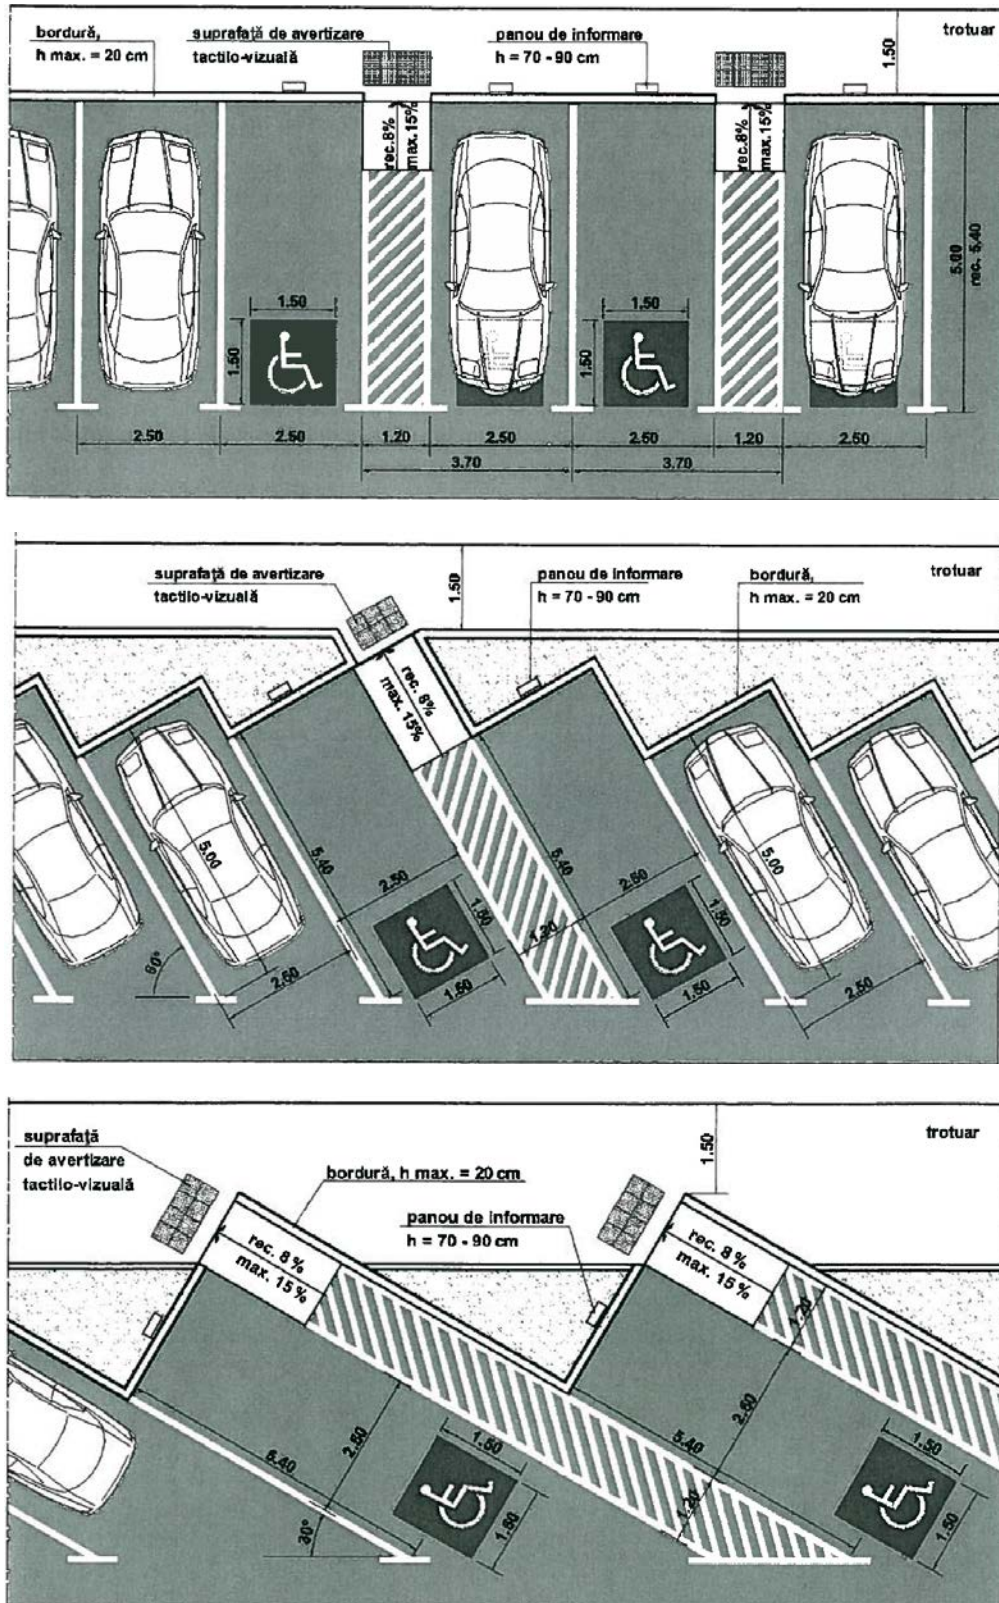 bordură,
h max. = 20 cm
suprafaţă de avertizare
tactilo-vizuală
panou de informare
h = 70 - 90 cm
trotuar
1.50
rec.8%
max.15%
rec.8%
max.15%
5.00
rec. 5.40
1.50
1.50
1.50
1.50
2.50
2.50
1.20
2.50
2.50
1.20
2.50
3.70
3.70
suprafaţă de avertizare
tactilo-vizuală
1.50
panou de informare
h = 70 - 90 cm
bordură,
h max. = 20 cm
trotuar
rec. 8%
max. 15%
5.00
5.40
2.50
1.50
5.40
2.50
1.50
5.00
1.20
60°
2.50
1.50
1.50
2.50
suprafaţă
de avertizare
tactilo-vizuală
bordură, h max. = 20 cm
panou de informare
h = 70 - 90 cm
1.50
trotuar
rec. 8%
max. 15%
rec. 8%
max. 15%
1.20
2.50
2.50
5.40
1.50
5.40
1.50
1.20
30°
1.50
1.50